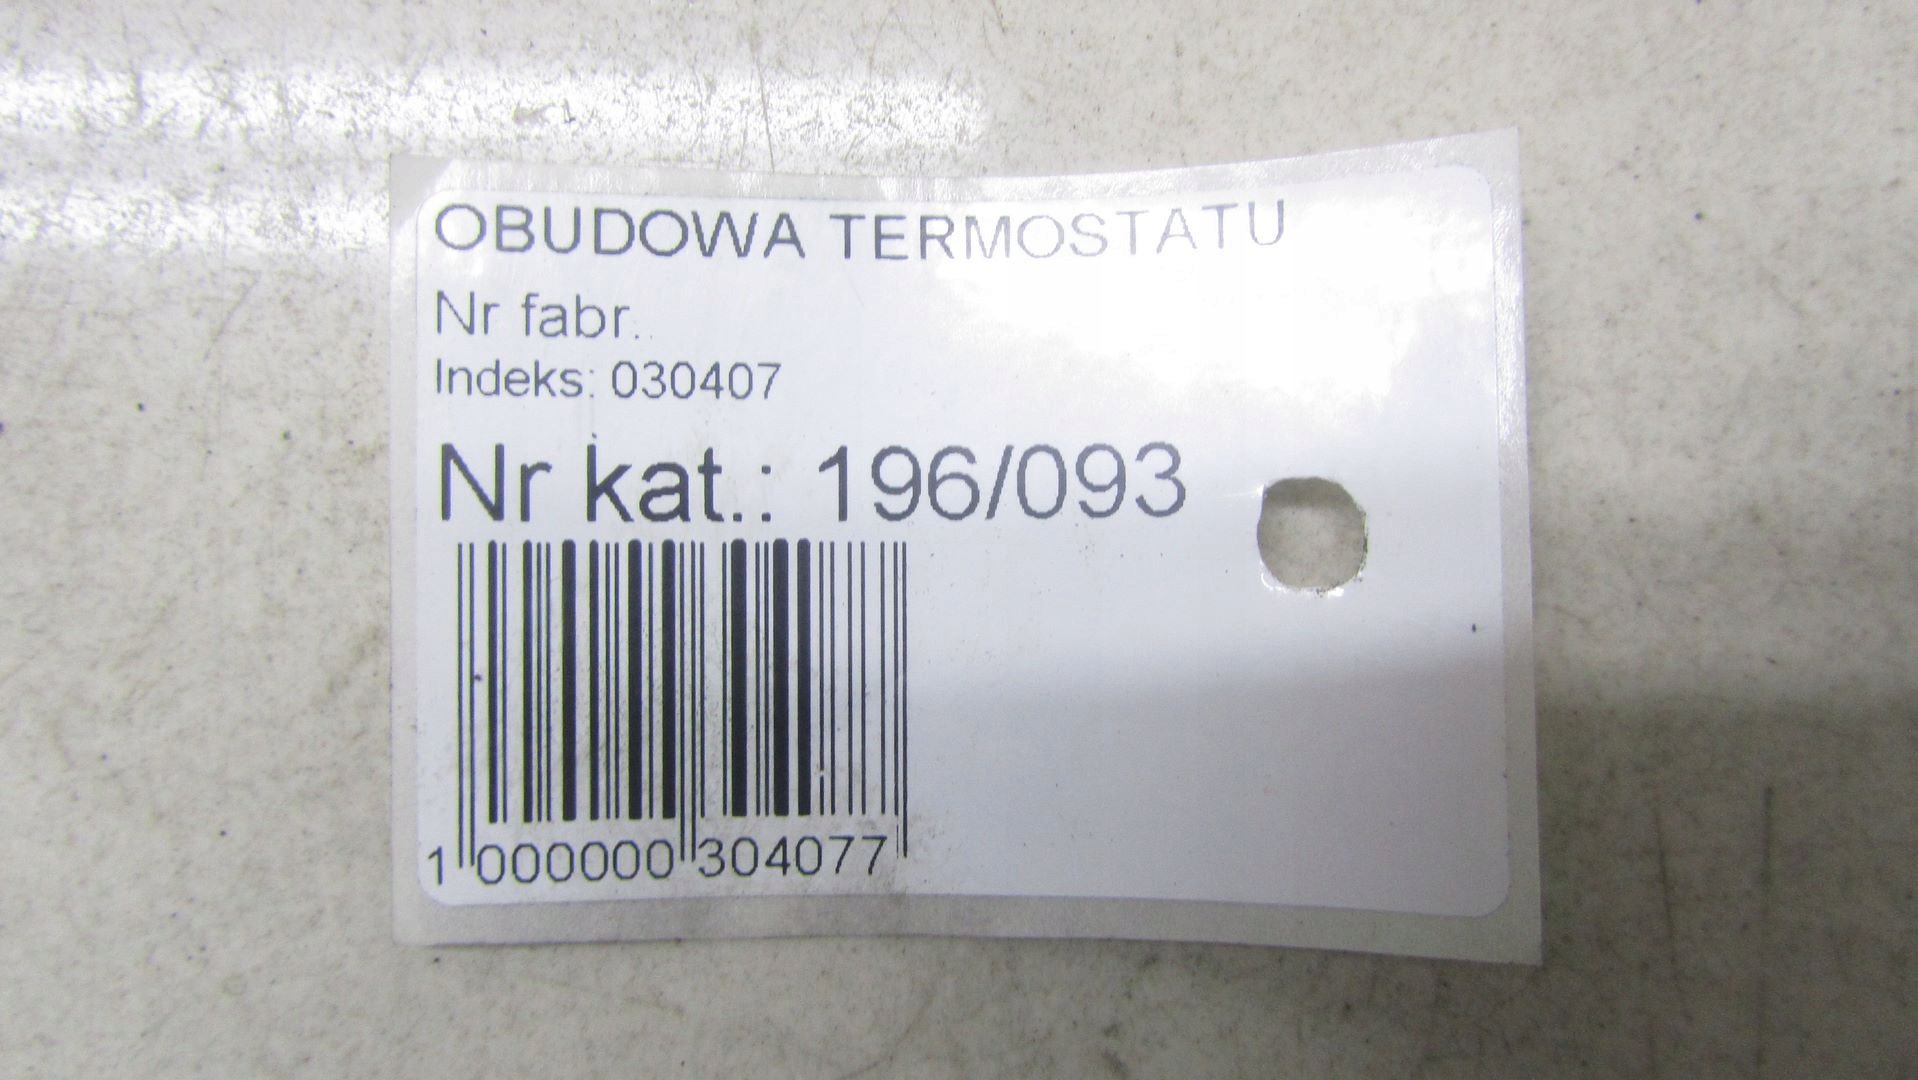 OBUDOWA TERMOSTATU
Nr fabr..
Indeks: 030407
Nr kat.: 196/093
1 000000 304077